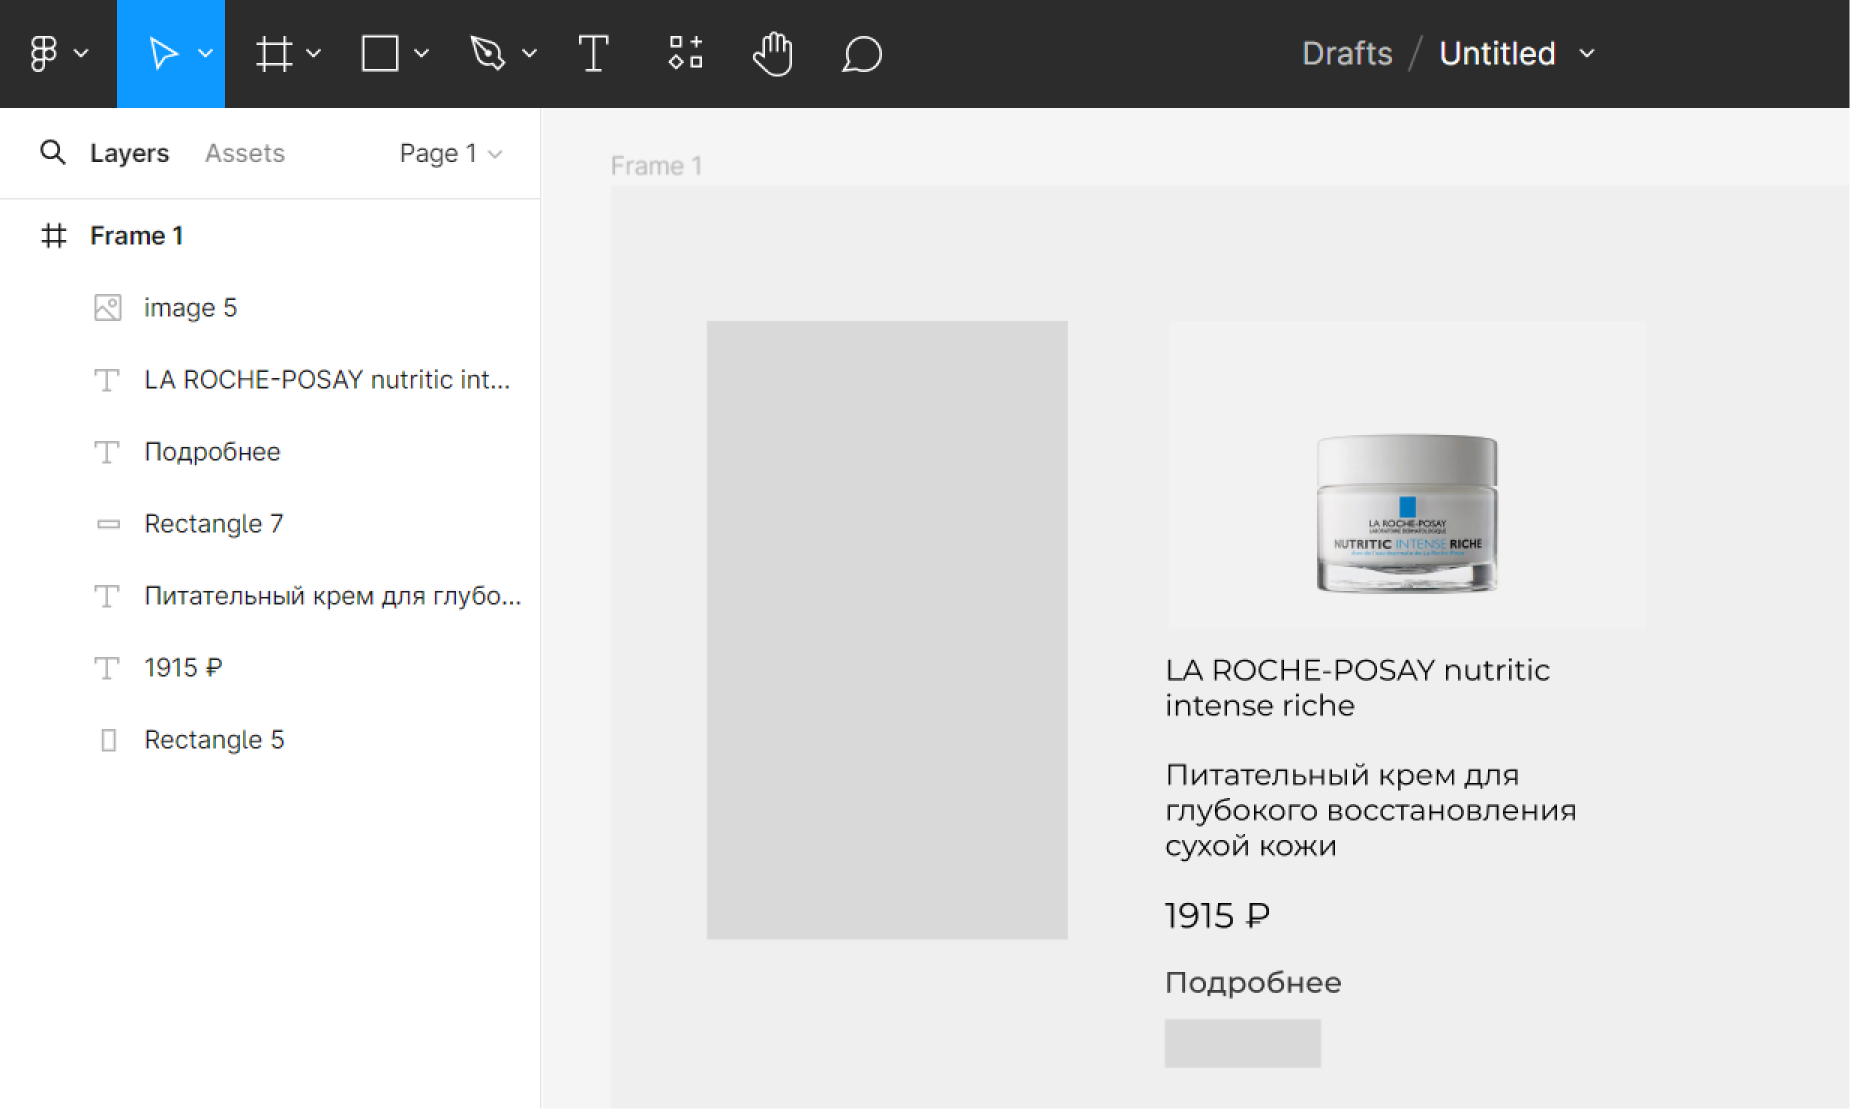 Drafts / Untitled
Layers Assets Page 1
Frame 1
image 5
LA ROCHE-POSAY nutritic int...
Подробнее
Rectangle 7
Питательный крем для глубо...
1915 ₽
Rectangle 5
Frame 1
LA ROCHE-POSAY
LABORATOIRE DERMATOLOGIQUE
NUTRITIC INTENSE RICHE
LA ROCHE-POSAY nutritic
intense riche
Питательный крем для
глубокого восстановления
сухой кожи
1915 ₽
Подробнее